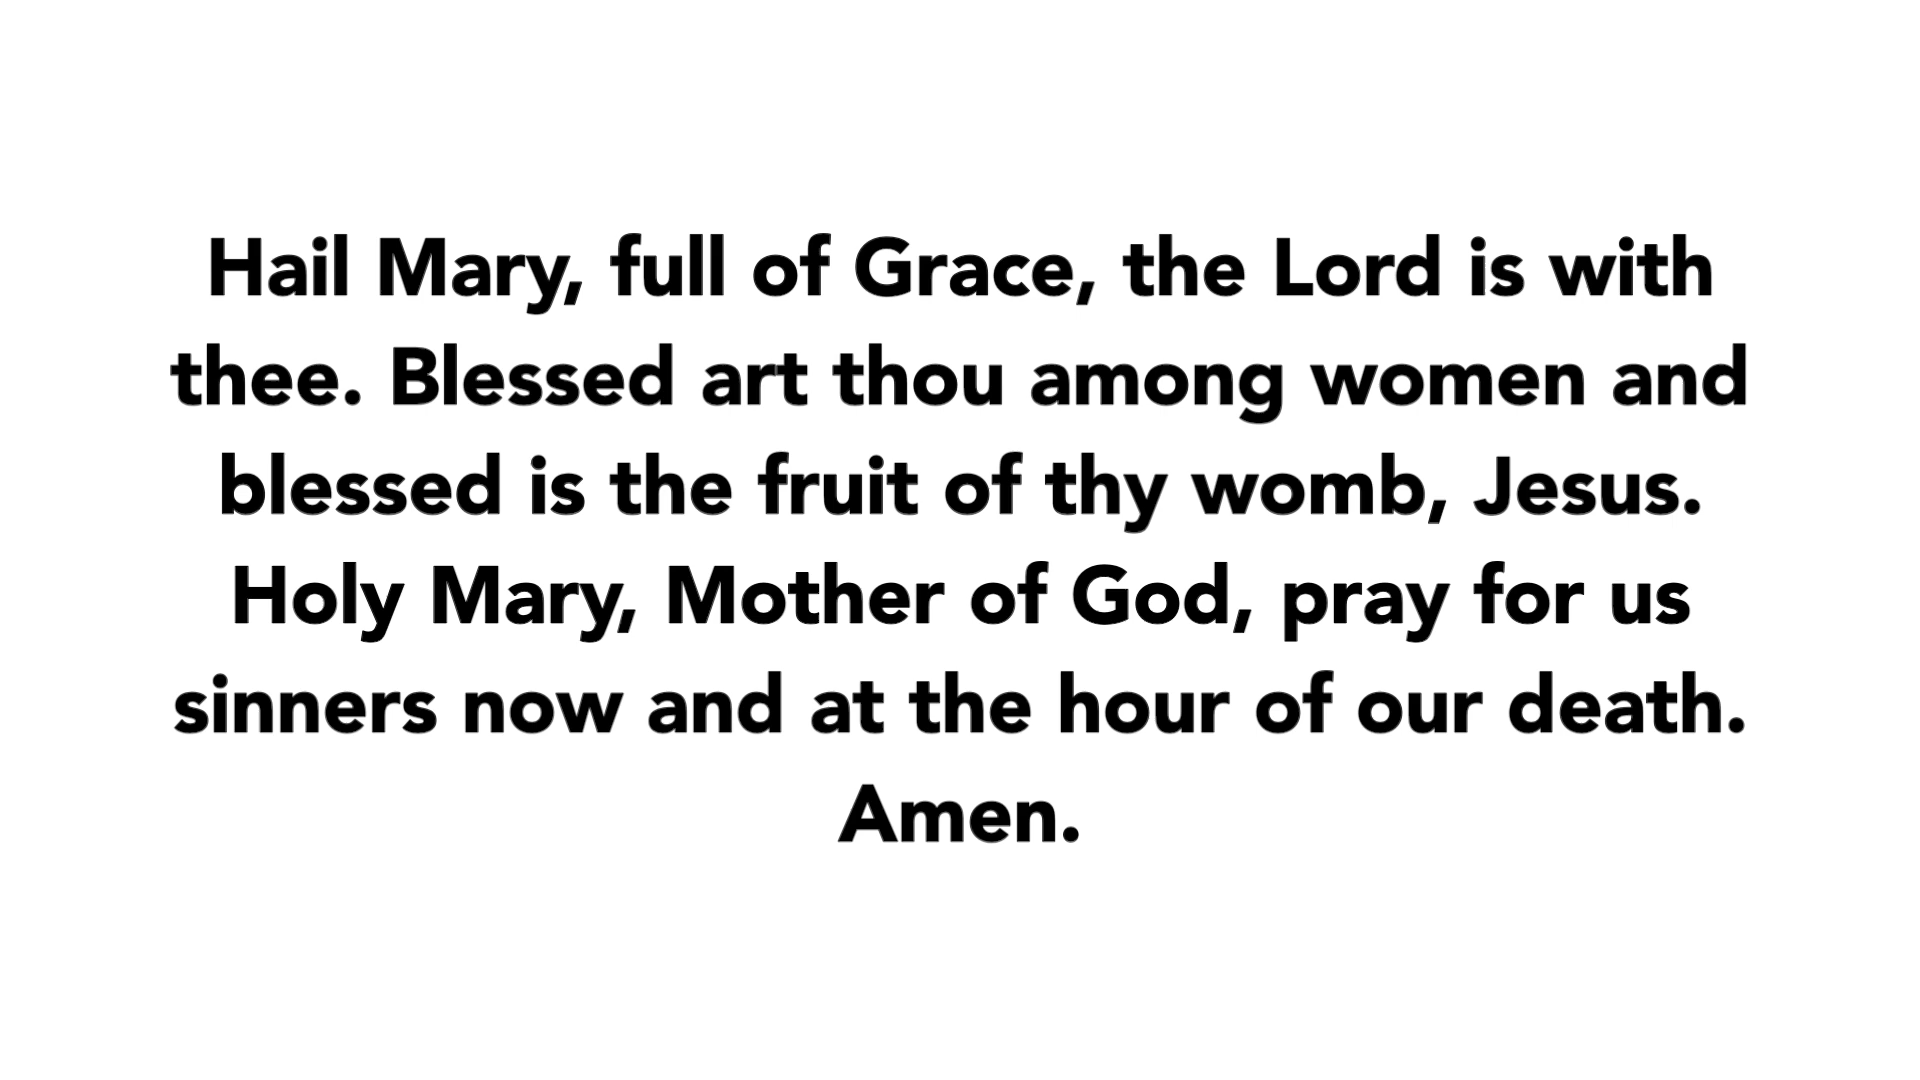 Hail Mary, full of Grace, the Lord is with
thee. Blessed art thou among women and
blessed is the fruit of thy womb, Jesus.
Holy Mary, Mother of God, pray for us
sinners now and at the hour of our death.
Amen.